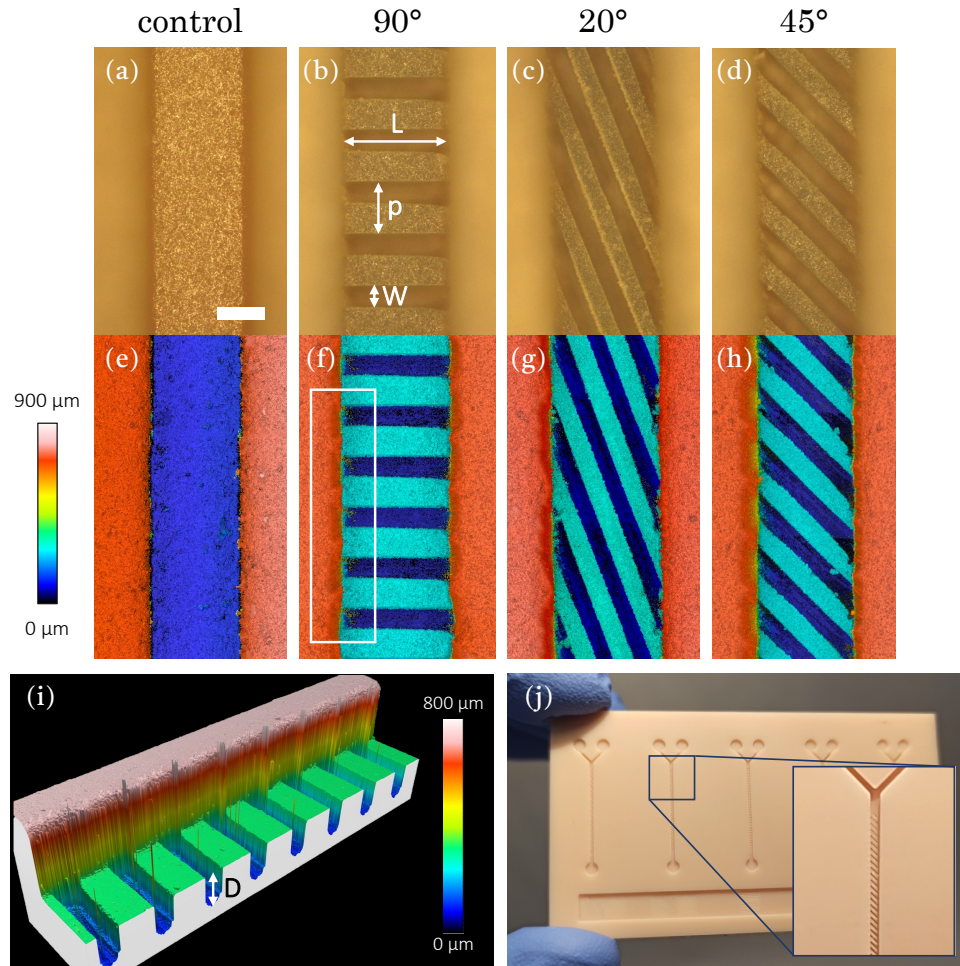 control 90° 20° 45°
(a) (b) (c) (d)
L
p
W
(e) (f) (g) (h)
900 μm
0 μm
(i) (j)
800 μm
D
0 μm